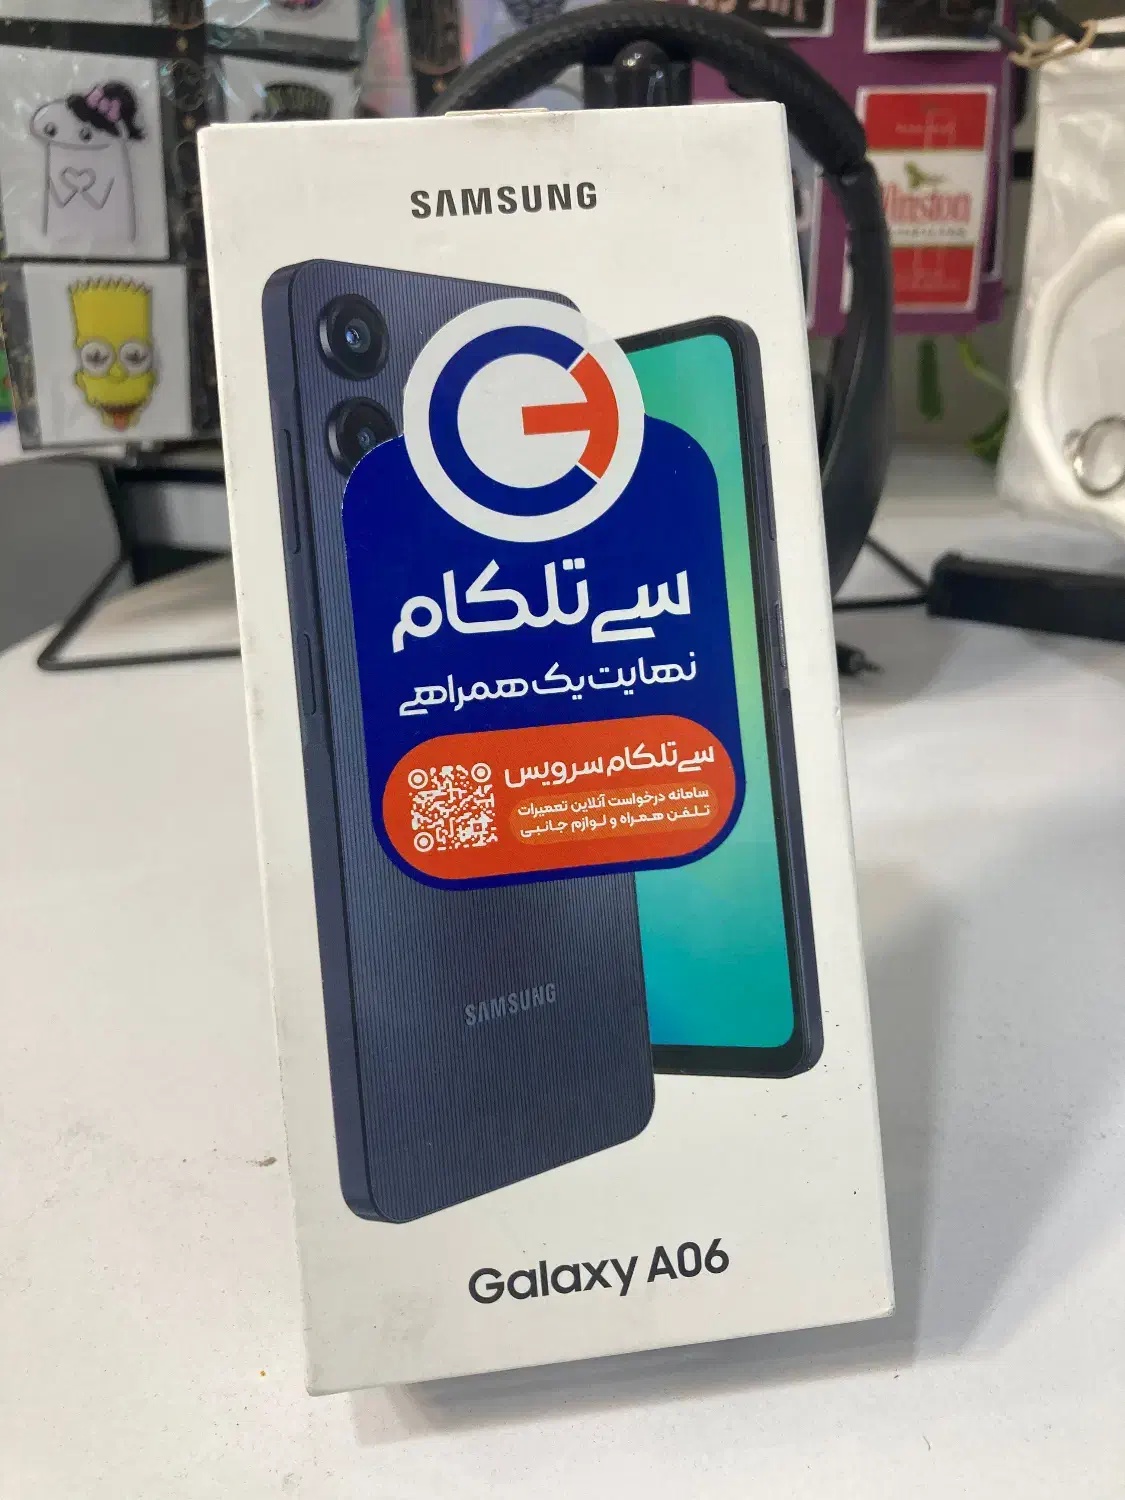 SAMSUNG
سی‌تلکام
نهایت یک همراهی
سی‌تلکام سرویس
سامانه درخواست آنلاین تعمیرات
تلفن همراه و لوازم جانبی
SAMSUNG
Galaxy A06
Winston